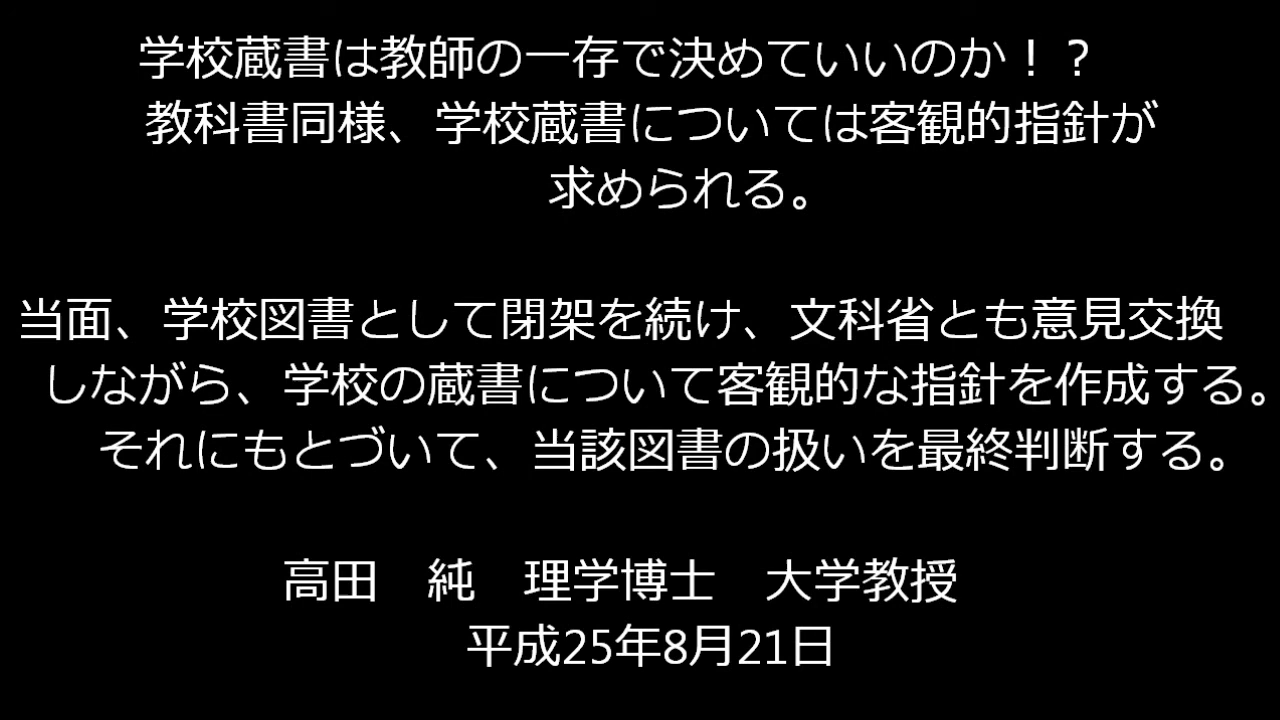 学校蔵書は教師の一存で決めていいのか！？
教科書同様、学校蔵書については客観的指針が
求められる。
当面、学校図書として閉架を続け、文科省とも意見交換
しながら、学校の蔵書について客観的な指針を作成する。
それにもとづいて、当該図書の扱いを最終判断する。
高田　純　理学博士　大学教授
平成25年8月21日